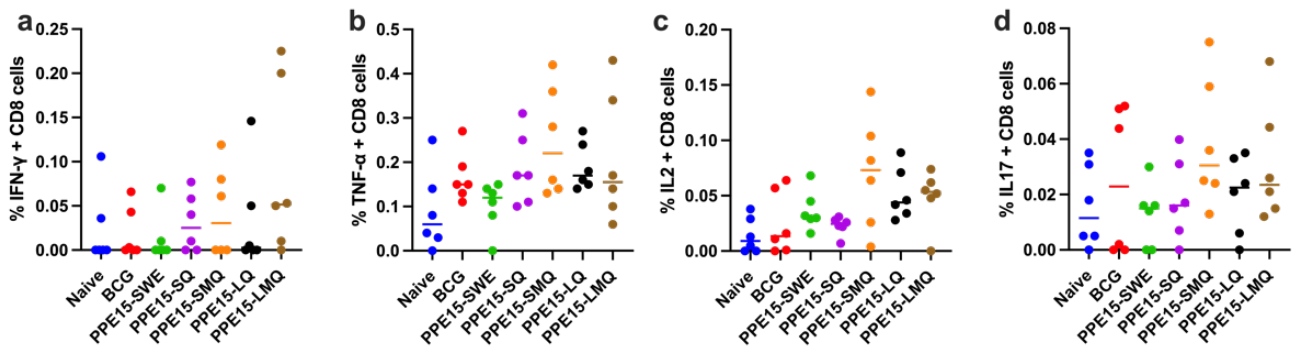 a
% IFN-γ + CD8 cells
0.25
0.20
0.15
0.10
0.05
0.00
Naive
BCG
PPE15-SWE
PPE15-SQ
PPE15-SMQ
PPE15-LQ
PPE15-LMQ
b
% TNF-α + CD8 cells
0.5
0.4
0.3
0.2
0.1
0.0
Naive
BCG
PPE15-SWE
PPE15-SQ
PPE15-SMQ
PPE15-LQ
PPE15-LMQ
c
% IL2 + CD8 cells
0.20
0.15
0.10
0.05
0.00
Naive
BCG
PPE15-SWE
PPE15-SQ
PPE15-SMQ
PPE15-LQ
PPE15-LMQ
d
% IL17 + CD8 cells
0.08
0.06
0.04
0.02
0.00
Naive
BCG
PPE15-SWE
PPE15-SQ
PPE15-SMQ
PPE15-LQ
PPE15-LMQ